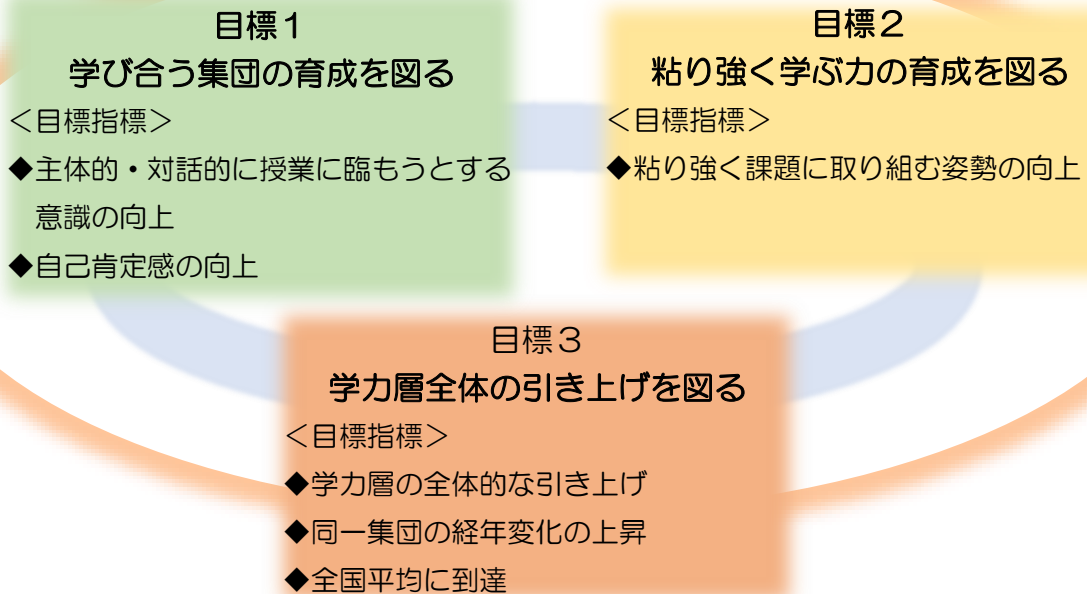 目標１
学び合う集団の育成を図る
＜目標指標＞
◆主体的・対話的に授業に臨もうとする
意識の向上
◆自己肯定感の向上
目標２
粘り強く学ぶ力の育成を図る
＜目標指標＞
◆粘り強く課題に取り組む姿勢の向上
目標３
学力層全体の引き上げを図る
＜目標指標＞
◆学力層の全体的な引き上げ
◆同一集団の経年変化の上昇
◆全国平均に到達